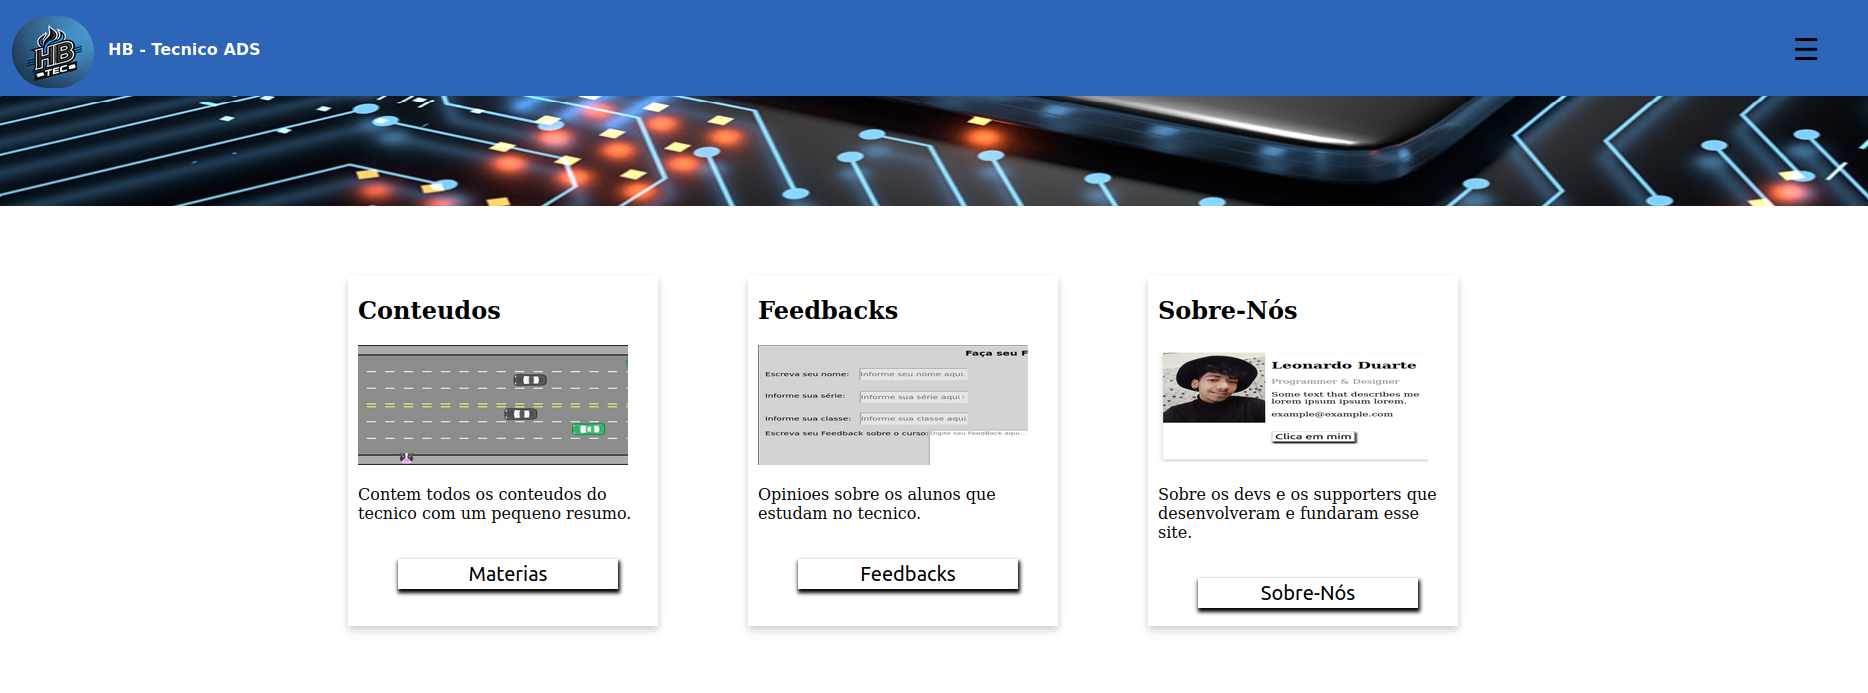 HB
TEC
HB - Tecnico ADS
Conteudos
Contem todos os conteudos do
tecnico com um pequeno resumo.
Materias
Feedbacks
Faça seu F
Escreva seu nome: Informe seu nome aqui.
Informe sua série: Informe sua série aqui :
Informe sua classe: Informe sua classe aqui.
Escreva seu Feedback sobre o curso: Digite seu FeedBack aqui...
Opinioes sobre os alunos que
estudam no tecnico.
Feedbacks
Sobre-Nós
Leonardo Duarte
Programmer & Designer
Some text that describes me
lorem ipsum ipsum lorem.
example@example.com
Clica em mim
Sobre os devs e os supporters que
desenvolveram e fundaram esse
site.
Sobre-Nós